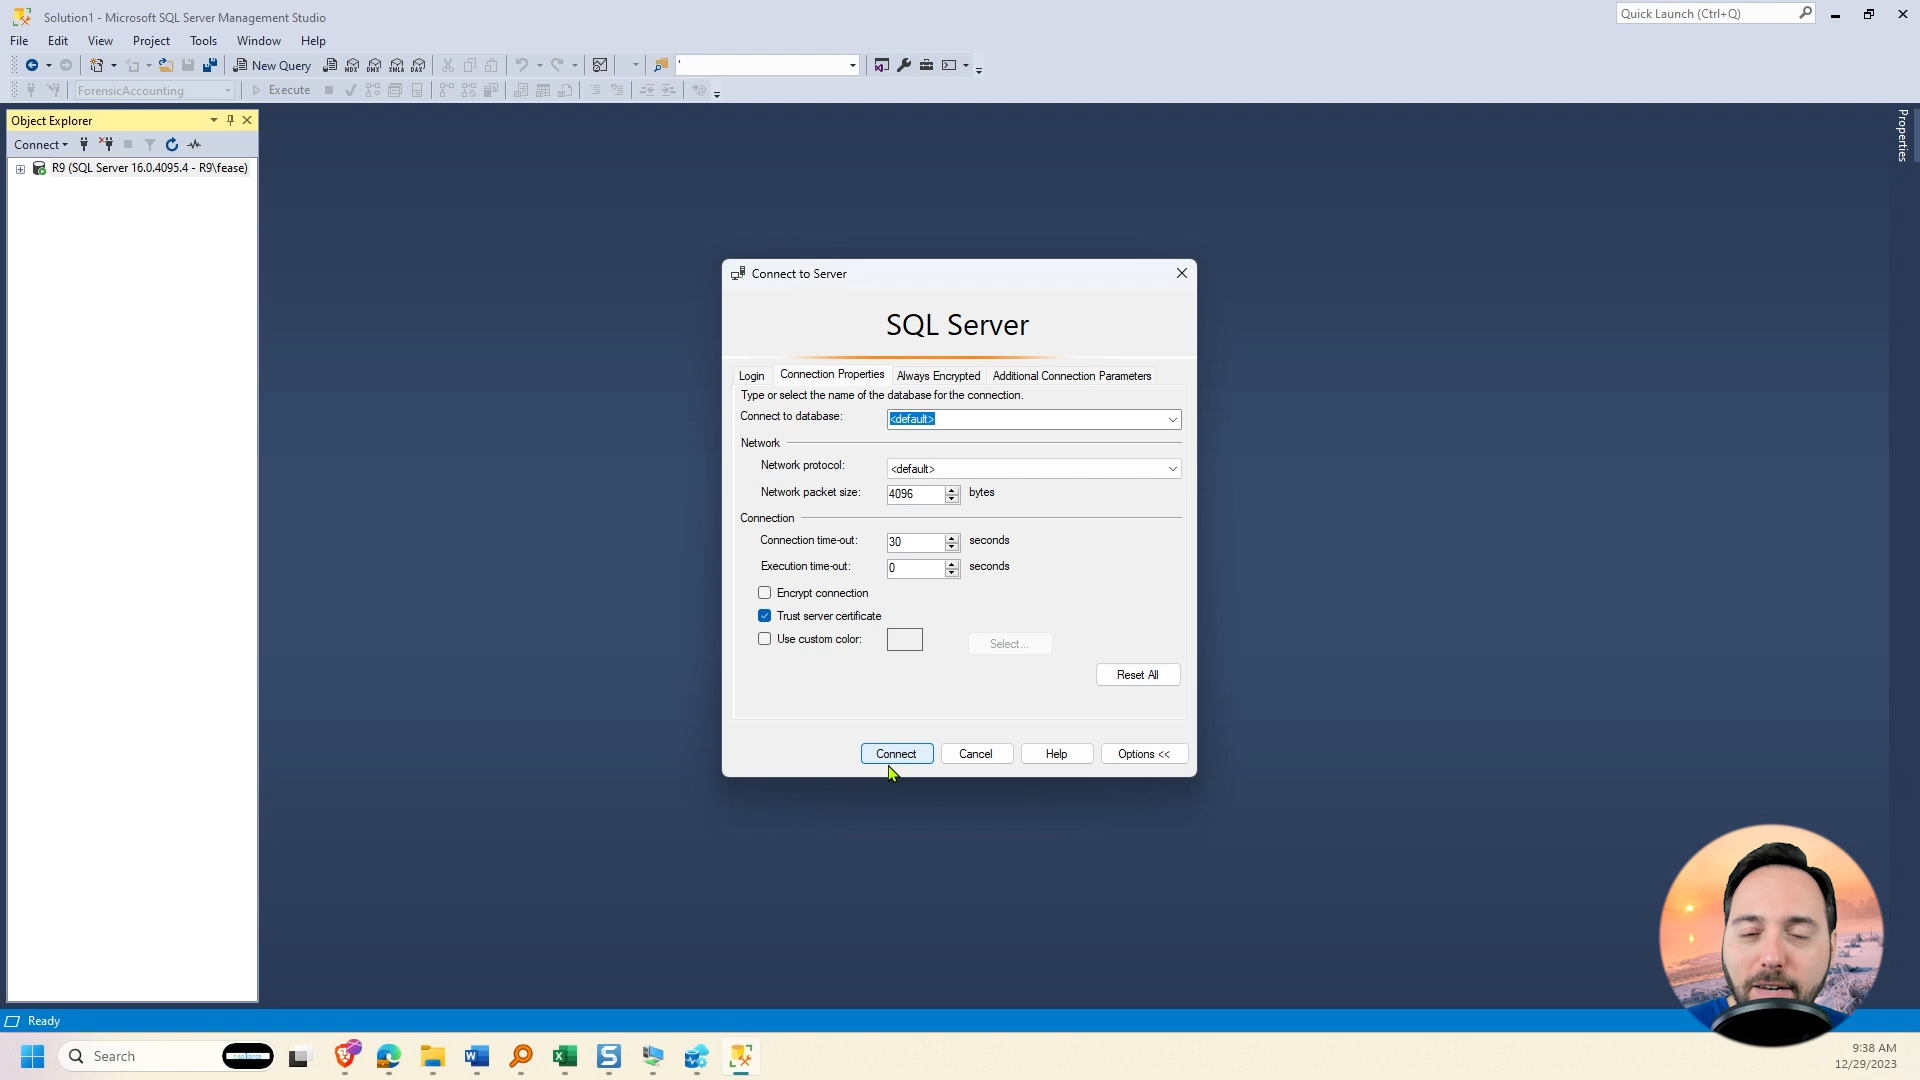 Solution1 - Microsoft SQL Server Management Studio
Quick Launch (Ctrl+Q)
File Edit View Project Tools Window Help
New Query
ForensicAccounting
Execute
Object Explorer
Connect
R9 (SQL Server 16.0.4095.4 - R9\fease)
Properties
Connect to Server
SQL Server
Login Connection Properties Always Encrypted Additional Connection Parameters
Type or select the name of the database for the connection.
Connect to database: <default>
Network
Network protocol: <default>
Network packet size: 4096 bytes
Connection
Connection time-out: 30 seconds
Execution time-out: 0 seconds
Encrypt connection
Trust server certificate
Use custom color: Select...
Reset All
Connect Cancel Help Options <<
Ready
Search
9:38 AM
12/29/2023